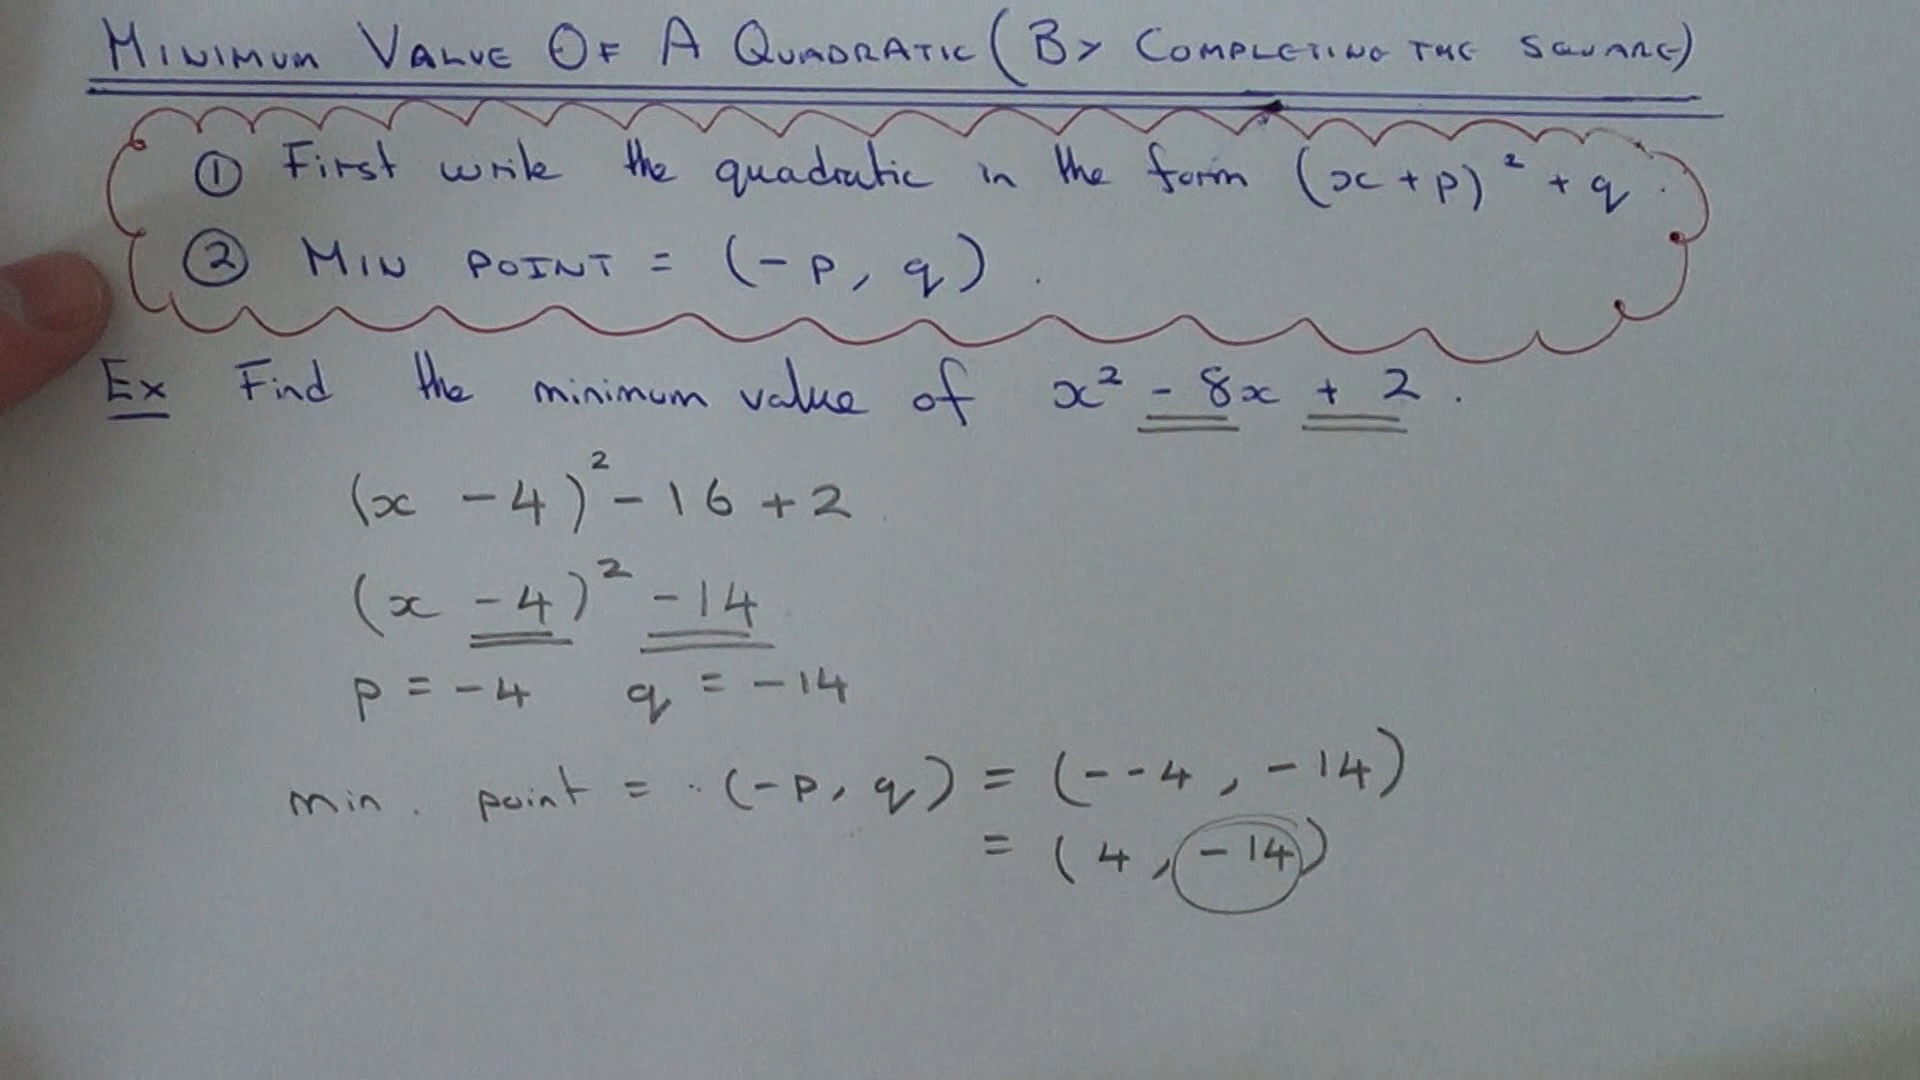 MINIMUM VALUE OF A QUADRATIC (BY COMPLETING THE SQUARE)
① First write the quadratic in the form (x + p)² + q.
② MIN POINT = (-p, q).
Ex Find the minimum value of x² - 8x + 2.
(x - 4)² - 16 + 2
(x - 4)² - 14
p = -4 q = -14
min. point = (-p, q) = (--4, -14)
= (4, -14)